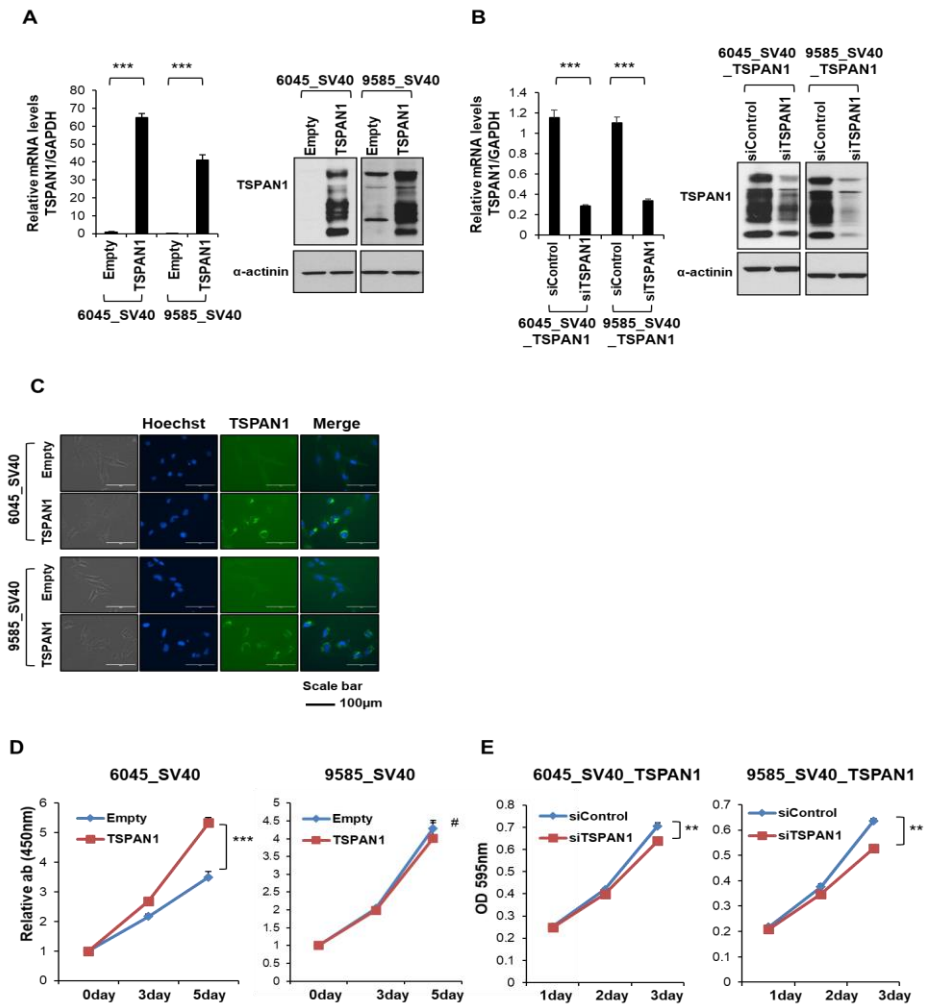 A
***
***
Relative mRNA levels
TSPAN1/GAPDH
80
70
60
50
40
30
20
10
0
Empty
TSPAN1
Empty
TSPAN1
6045_SV40
9585_SV40
6045_SV40 9585_SV40
Empty
TSPAN1
Empty
TSPAN1
TSPAN1
α-actinin
B
***
***
Relative mRNA levels
TSPAN1/GAPDH
1.4
1.2
1
0.8
0.6
0.4
0.2
0
siControl
siTSPAN1
siControl
siTSPAN1
6045_SV40
_TSPAN1
9585_SV40
_TSPAN1
6045_SV40
_TSPAN1
9585_SV40
_TSPAN1
siControl
siTSPAN1
siControl
siTSPAN1
TSPAN1
α-actinin
C
Hoechst TSPAN1 Merge
6045_SV40
Empty
TSPAN1
9585_SV40
Empty
TSPAN1
Scale bar
100µm
D
6045_SV40
Relative ab (450nm)
6
5
4
3
2
1
0
Empty
TSPAN1
***
0day 3day 5day
9585_SV40
5
4.5
4
3.5
3
2.5
2
1.5
1
0.5
0
Empty
TSPAN1
#
0day 3day 5day
E
6045_SV40_TSPAN1
OD 595nm
0.8
0.7
0.6
0.5
0.4
0.3
0.2
0.1
0
siControl
siTSPAN1
**
1day 2day 3day
9585_SV40_TSPAN1
0.7
0.6
0.5
0.4
0.3
0.2
0.1
0
siControl
siTSPAN1
**
1day 2day 3day